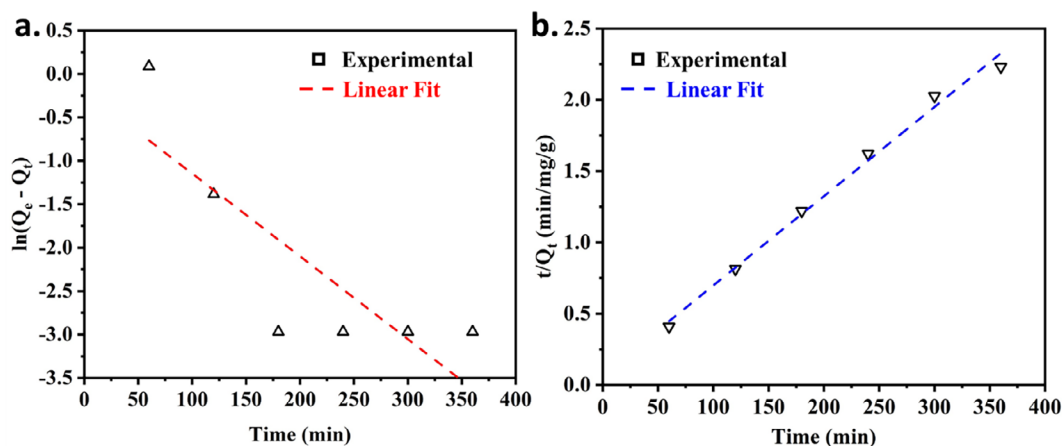 a.
Experimental
Linear Fit
0.5
0.0
-0.5
-1.0
-1.5
-2.0
-2.5
-3.0
-3.5
ln(Qe - Qt)
0 50 100 150 200 250 300 350 400
Time (min)
b.
Experimental
Linear Fit
2.5
2.0
1.5
1.0
0.5
0.0
t/Qt (min/mg/g)
0 50 100 150 200 250 300 350 400
Time (min)